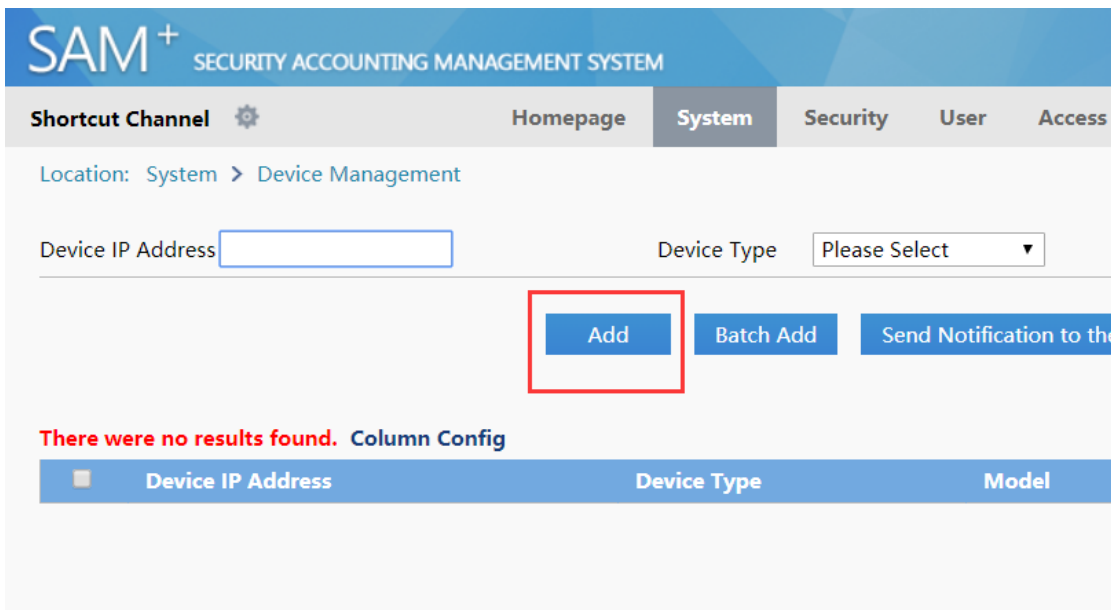 SAM+ SECURITY ACCOUNTING MANAGEMENT SYSTEM
Shortcut Channel Homepage System Security User Access
Location: System > Device Management
Device IP Address Device Type Please Select
Add Batch Add Send Notification to the
There were no results found. Column Config
Device IP Address Device Type Model